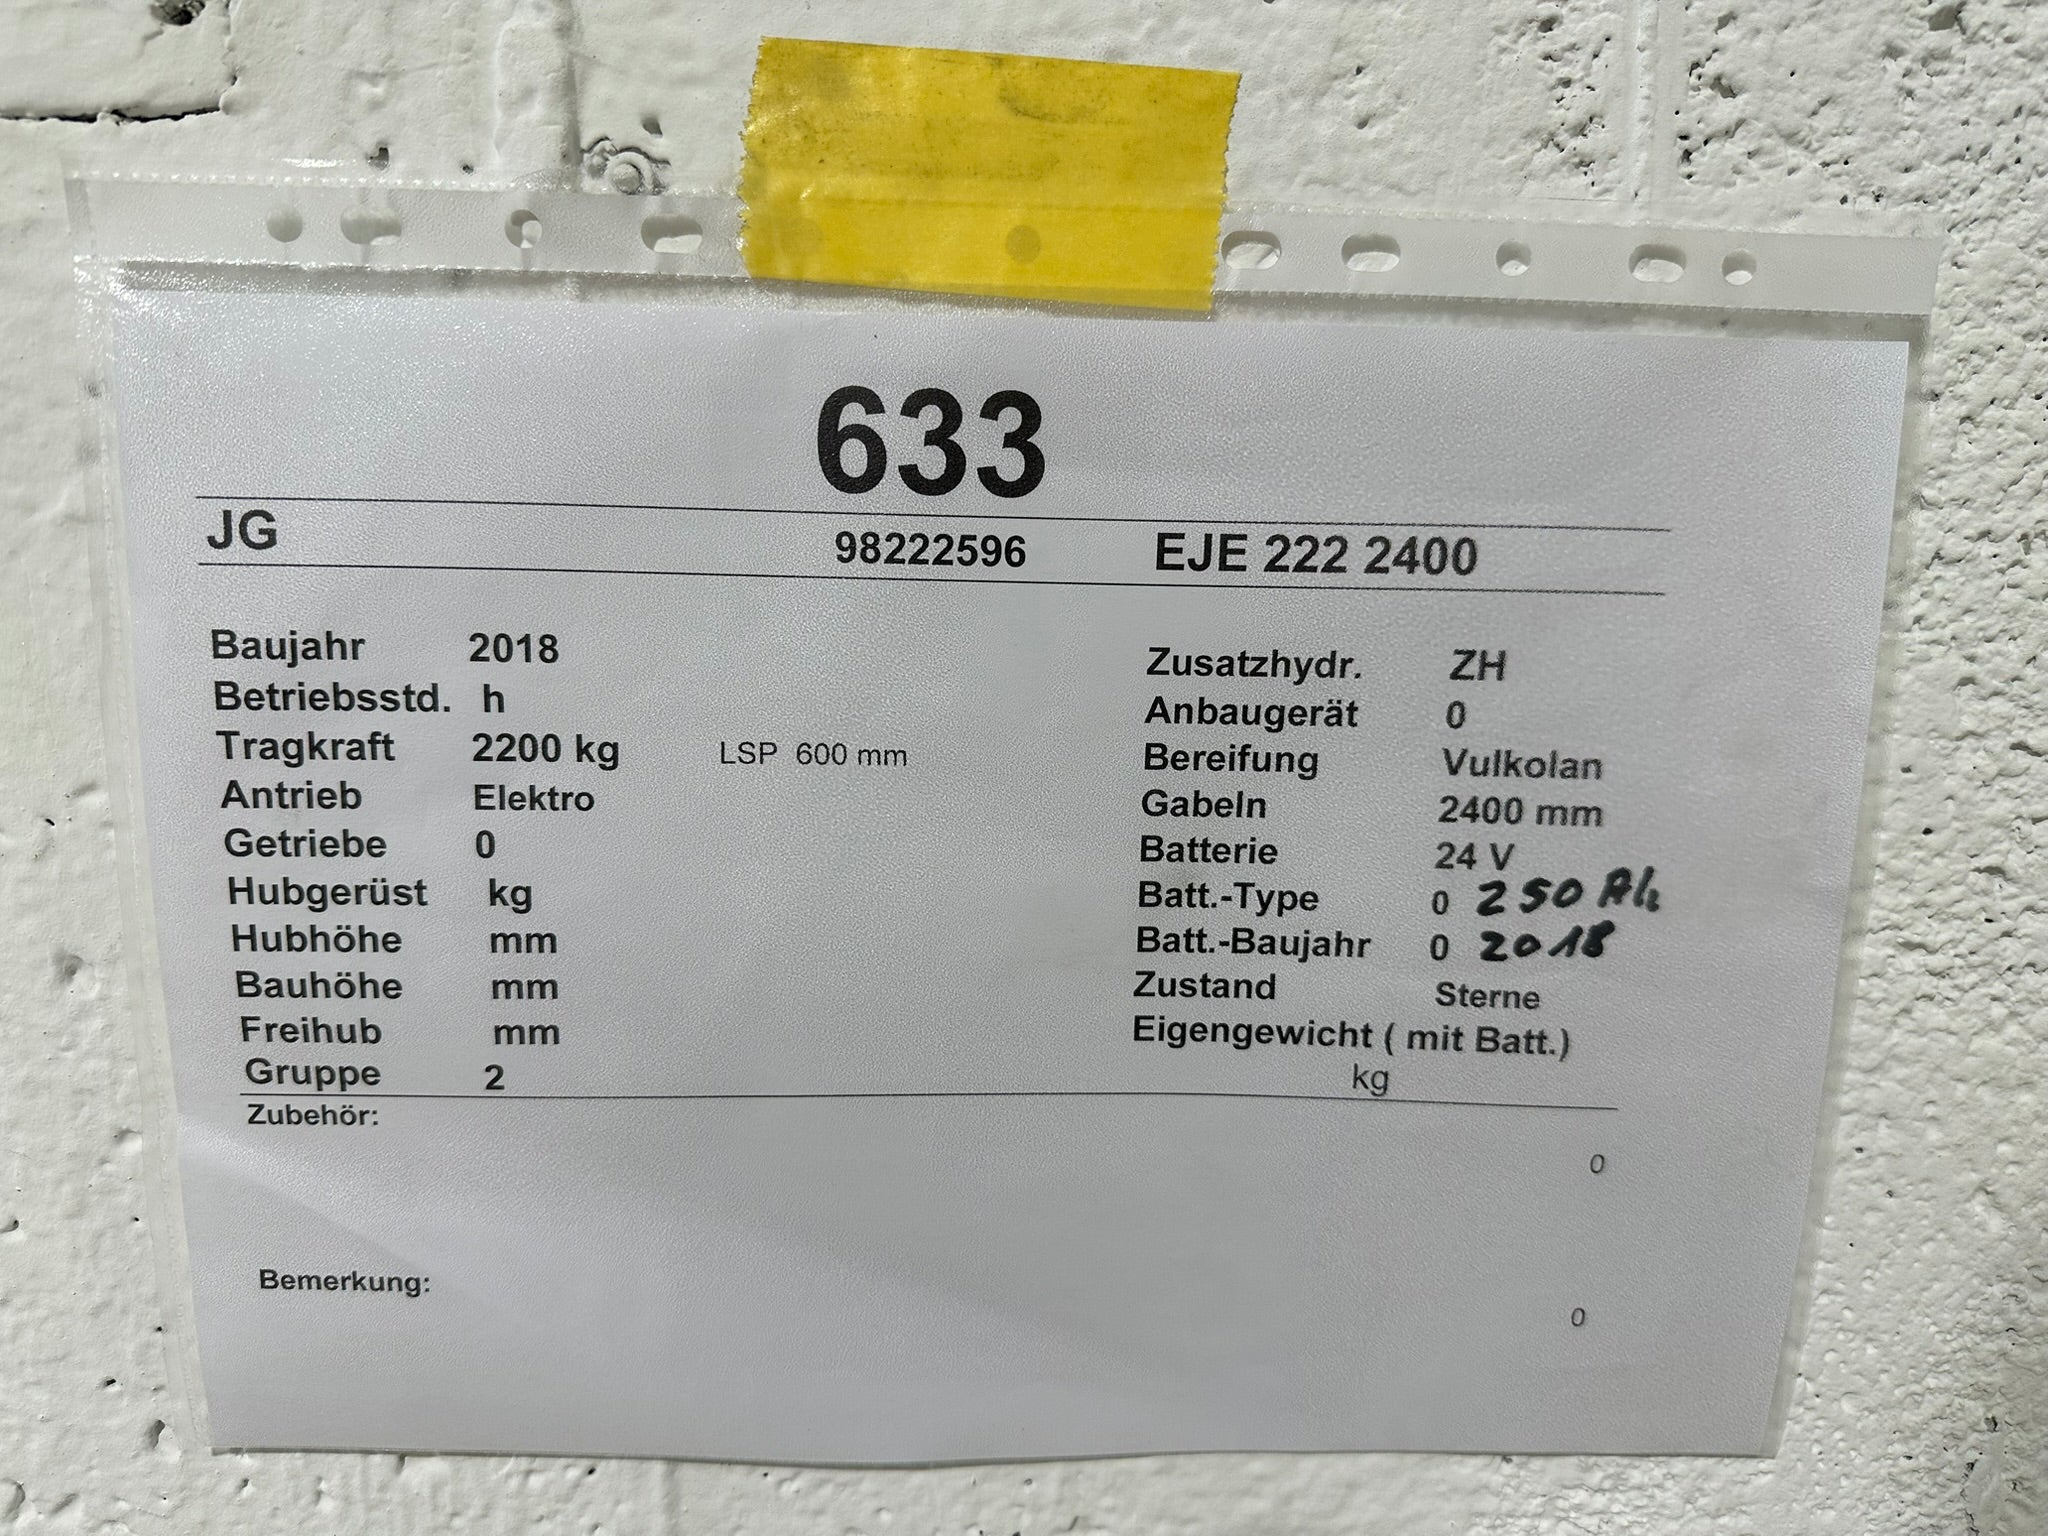 633
JG 98222596 EJE 222 2400
Baujahr 2018
Betriebsstd. h
Tragkraft 2200 kg LSP 600 mm
Antrieb Elektro
Getriebe 0
Hubgerüst kg
Hubhöhe mm
Bauhöhe mm
Freihub mm
Gruppe 2
Zusatzhydr. ZH
Anbaugerät 0
Bereifung Vulkolan
Gabeln 2400 mm
Batterie 24 V
Batt.-Type 0 250 Ah
Batt.-Baujahr 0 2018
Zustand Sterne
Eigengewicht ( mit Batt.)
kg
Zubehör:
0
Bemerkung:
0